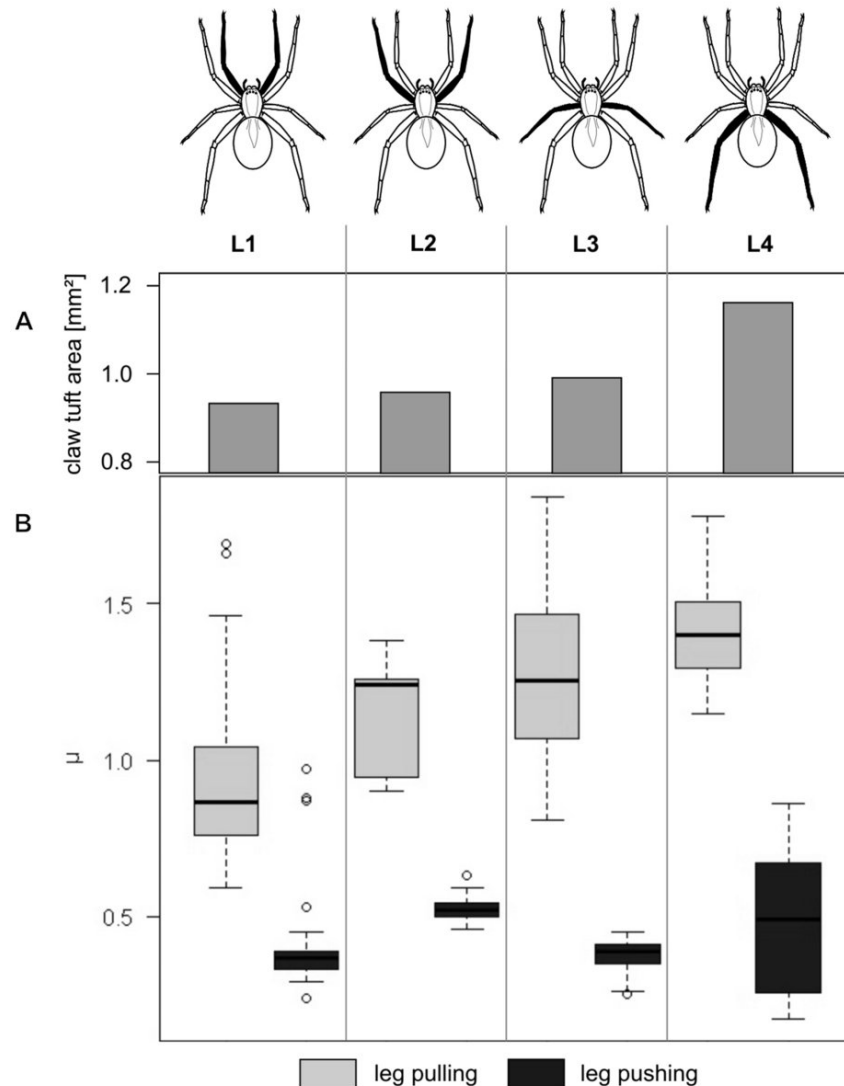 L1 L2 L3 L4
A
claw tuft area [mm²]
1.2
1.0
0.8
B
µ
1.5
1.0
0.5
leg pulling leg pushing